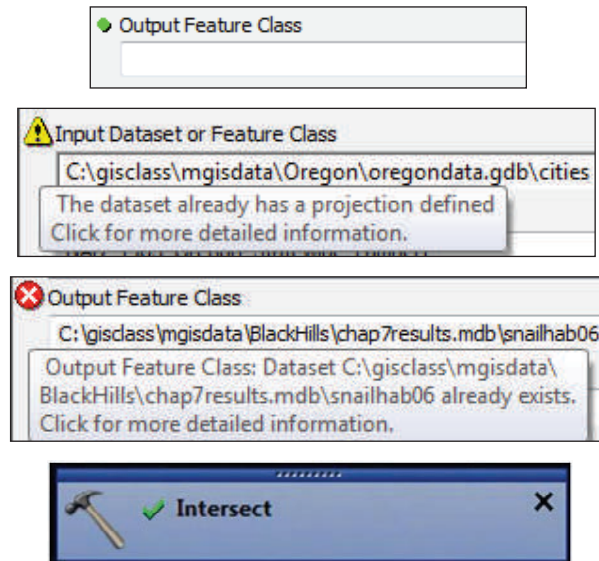 Output Feature Class
Input Dataset or Feature Class
C:\gisclass\mgisdata\Oregon\oregondata.gdb\cities
The dataset already has a projection defined
Click for more detailed information.
Output Feature Class
C:\gisclass\mgisdata\BlackHills\chap7results.mdb\snailhab06
Output Feature Class: Dataset C:\gisclass\mgisdata\
BlackHills\chap7results.mdb\snailhab06 already exists.
Click for more detailed information.
Intersect